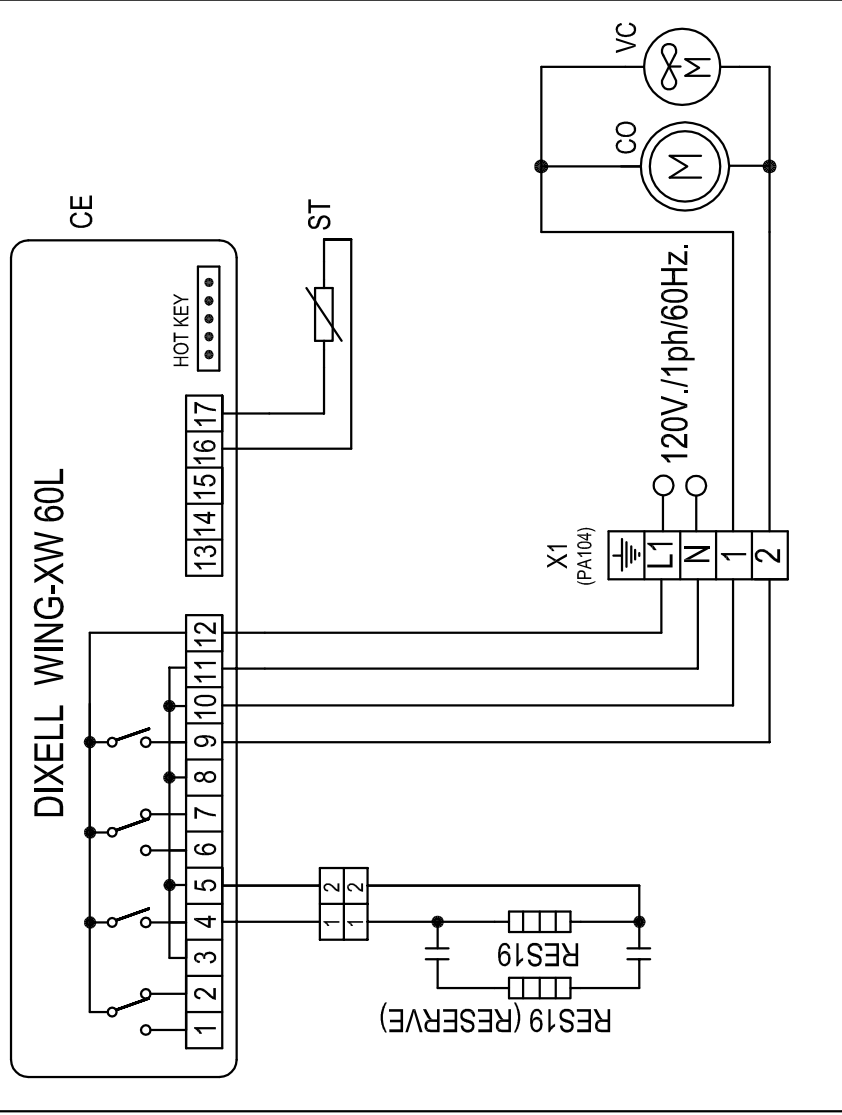 DIXELL WING-XW 60L
CE
HOT KEY
1 2 3 4 5 6 7 8 9 10 11 12
13 14 15 16 17
ST
1 2
1 2
RES19
RES19 (RESERVE)
X1
(PA104)
L1
N
1
2
120V./1ph/60Hz.
CO
M
VC
M